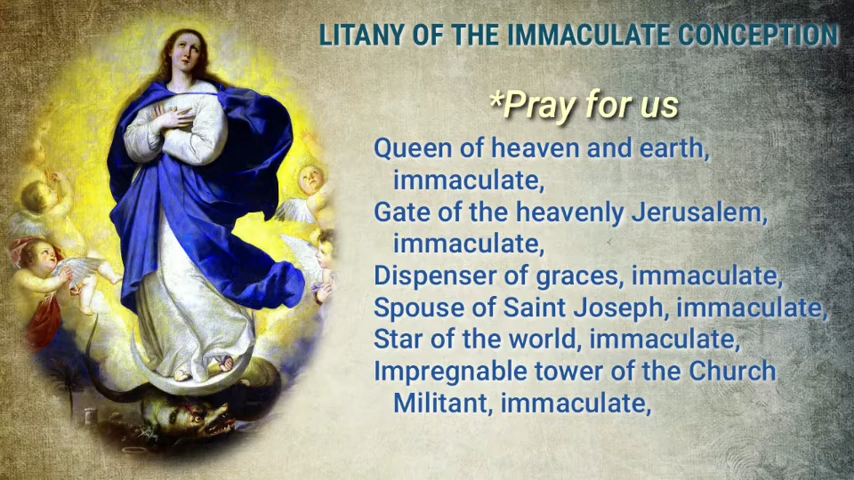 LITANY OF THE IMMACULATE CONCEPTION
*Pray for us
Queen of heaven and earth,
immaculate,
Gate of the heavenly Jerusalem,
immaculate,
Dispenser of graces, immaculate,
Spouse of Saint Joseph, immaculate,
Star of the world, immaculate,
Impregnable tower of the Church
Militant, immaculate,